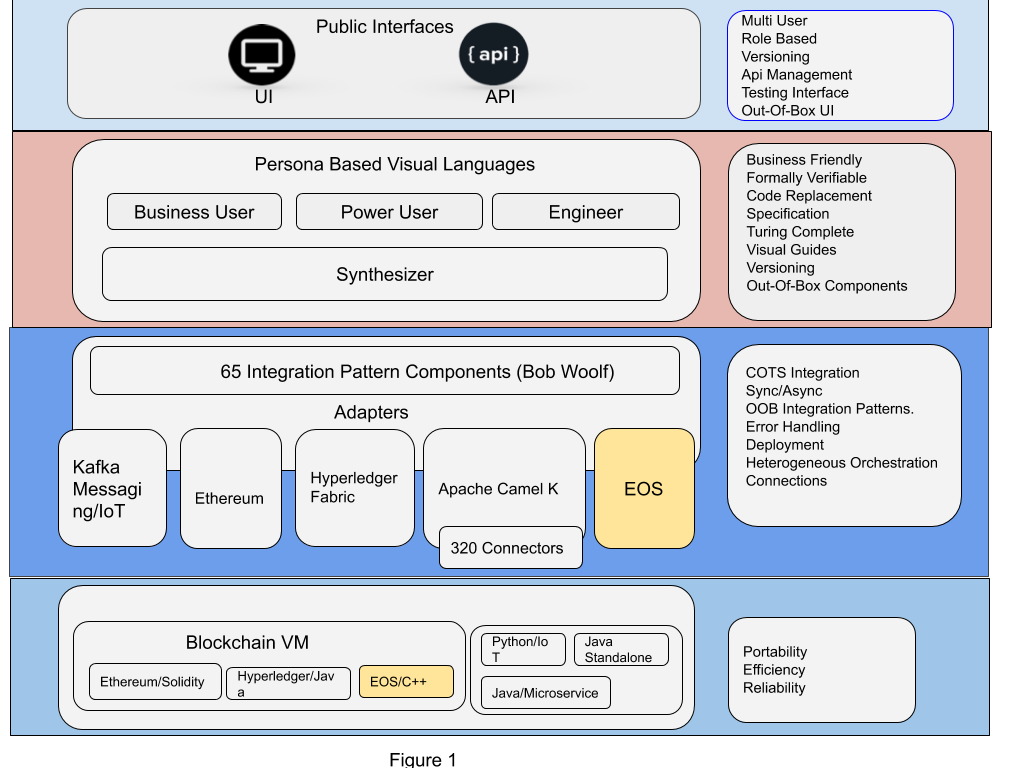 Public Interfaces
{ api }
UI
API
Multi User
Role Based
Versioning
Api Management
Testing Interface
Out-Of-Box UI
Persona Based Visual Languages
Business User
Power User
Engineer
Synthesizer
Business Friendly
Formally Verifiable
Code Replacement
Specification
Turing Complete
Visual Guides
Versioning
Out-Of-Box Components
65 Integration Pattern Components (Bob Woolf)
Adapters
Kafka
Messagi
ng/IoT
Ethereum
Hyperledger
Fabric
Apache Camel K
320 Connectors
EOS
COTS Integration
Sync/Async
OOB Integration Patterns.
Error Handling
Deployment
Heterogeneous Orchestration
Connections
Blockchain VM
Ethereum/Solidity
Hyperledger/Jav
a
EOS/C++
Python/Io
T
Java
Standalone
Java/Microservice
Portability
Efficiency
Reliability
Figure 1